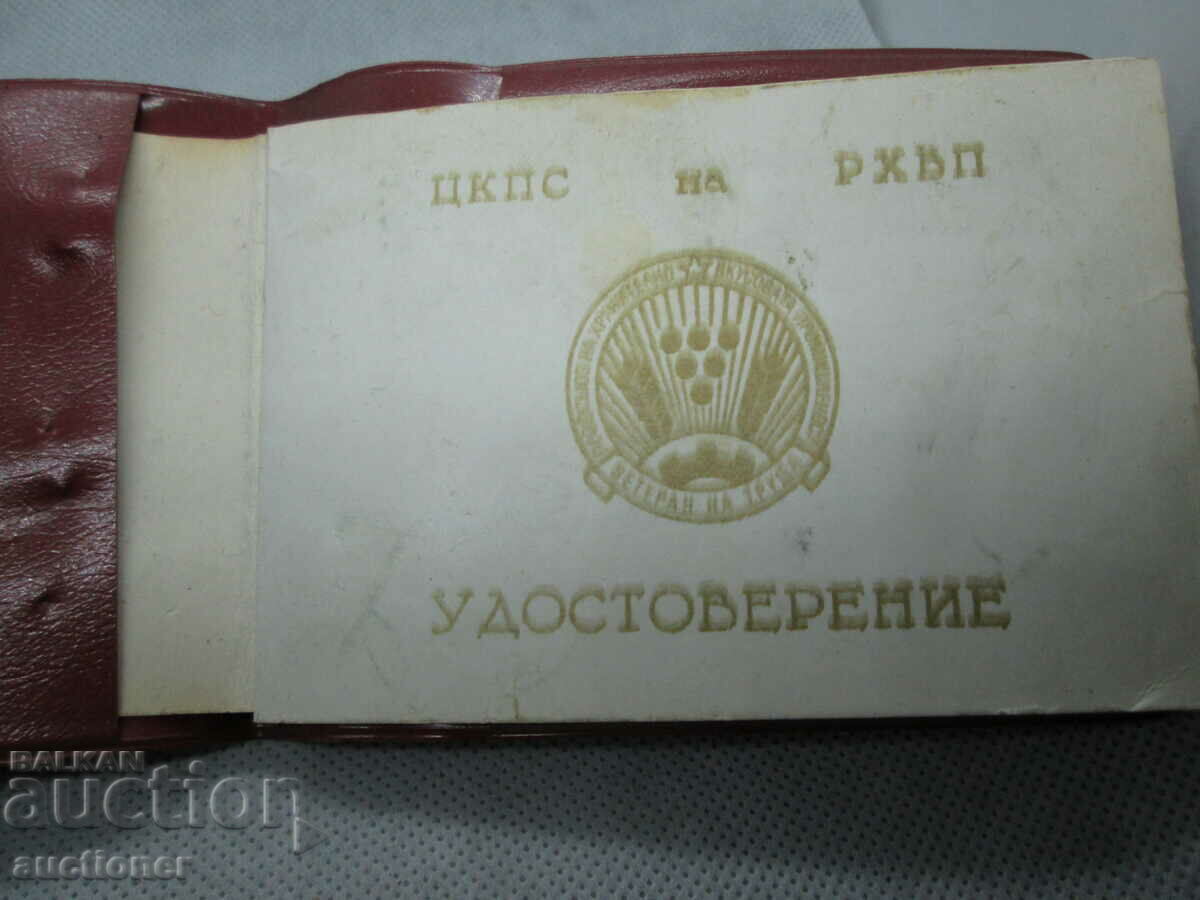 ЦКПС на РХВП
ВЕТЕРАН НА ТРУДА
УДОСТОВЕРЕНИЕ
BALKAN
auction
auctioner